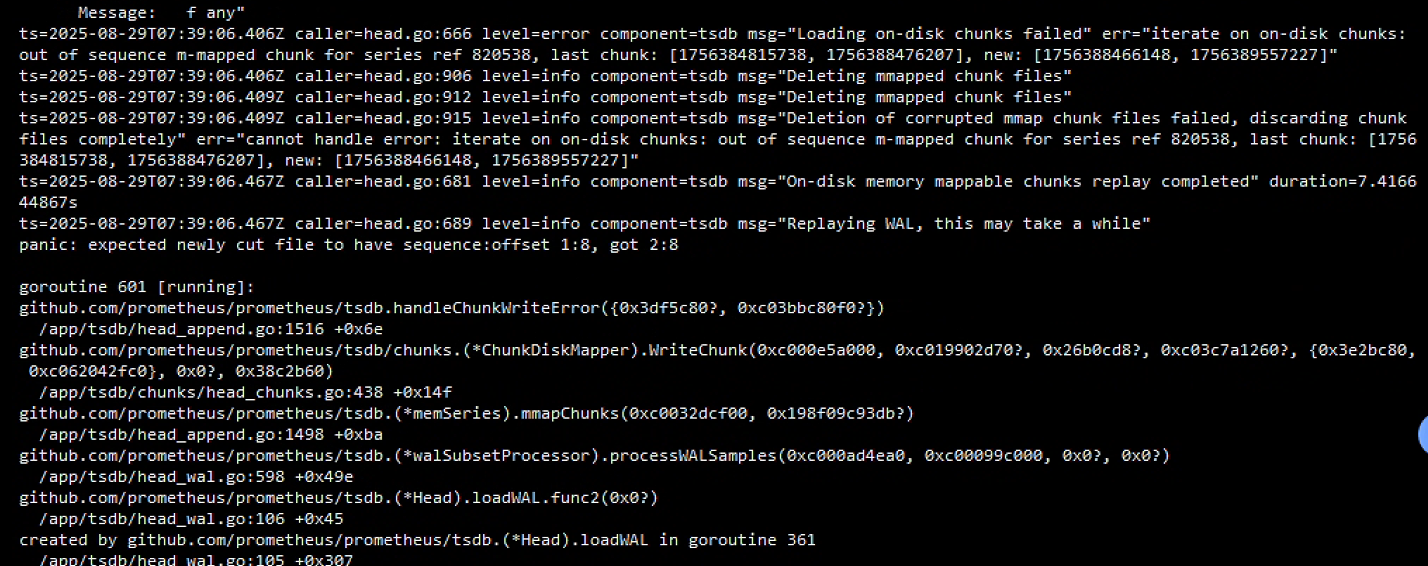 Message:   f any"
ts=2025-08-29T07:39:06.406Z caller=head.go:666 level=error component=tsdb msg="Loading on-disk chunks failed" err="iterate on on-disk chunks:
out of sequence m-mapped chunk for series ref 820538, last chunk: [1756384815738, 1756388476207], new: [1756388466148, 1756389557227]"
ts=2025-08-29T07:39:06.406Z caller=head.go:906 level=info component=tsdb msg="Deleting mmapped chunk files"
ts=2025-08-29T07:39:06.409Z caller=head.go:912 level=info component=tsdb msg="Deleting mmapped chunk files"
ts=2025-08-29T07:39:06.409Z caller=head.go:915 level=info component=tsdb msg="Deletion of corrupted mmap chunk files failed, discarding chunk
files completely" err="cannot handle error: iterate on on-disk chunks: out of sequence m-mapped chunk for series ref 820538, last chunk: [1756
384815738, 1756388476207], new: [1756388466148, 1756389557227]"
ts=2025-08-29T07:39:06.467Z caller=head.go:681 level=info component=tsdb msg="On-disk memory mappable chunks replay completed" duration=7.4166
44867s
ts=2025-08-29T07:39:06.467Z caller=head.go:689 level=info component=tsdb msg="Replaying WAL, this may take a while"
panic: expected newly cut file to have sequence:offset 1:8, got 2:8

goroutine 601 [running]:
github.com/prometheus/prometheus/tsdb.handleChunkWriteError({0x3df5c80?, 0xc03bbc80f0?})
  /app/tsdb/head_append.go:1516 +0x6e
github.com/prometheus/prometheus/tsdb/chunks.(*ChunkDiskMapper).WriteChunk(0xc000e5a000, 0xc019902d70?, 0x26b0cd8?, 0xc03c7a1260?, {0x3e2bc80,
 0xc062042fc0}, 0x0?, 0x38c2b60)
  /app/tsdb/chunks/head_chunks.go:438 +0x14f
github.com/prometheus/prometheus/tsdb.(*memSeries).mmapChunks(0xc0032dcf00, 0x198f09c93db?)
  /app/tsdb/head_append.go:1498 +0xba
github.com/prometheus/prometheus/tsdb.(*walSubsetProcessor).processWALSamples(0xc000ad4ea0, 0xc00099c000, 0x0?, 0x0?)
  /app/tsdb/head_wal.go:598 +0x49e
github.com/prometheus/prometheus/tsdb.(*Head).loadWAL.func2(0x0?)
  /app/tsdb/head_wal.go:106 +0x45
created by github.com/prometheus/prometheus/tsdb.(*Head).loadWAL in goroutine 361
  /app/tsdb/head_wal.go:105 +0x307